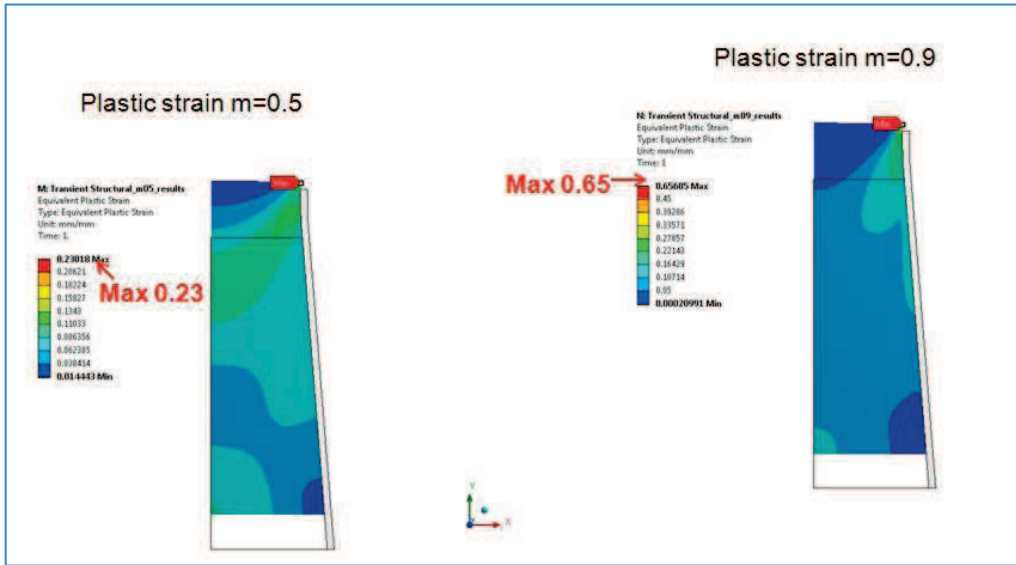 Plastic strain m=0.5
M: Transient Structural_m05_results
Equivalent Plastic Strain
Type: Equivalent Plastic Strain
Unit: mm/mm
Time: 1.
0.23018 Max
0.20621
0.18224
0.15827
0.1343
0.11033
0.086356
0.062385
0.038414
0.014443 Min
Max 0.23
Max
Plastic strain m=0.9
N: Transient Structural_m09_results
Equivalent Plastic Strain
Type: Equivalent Plastic Strain
Unit: mm/mm
Time: 1
Max 0.65
0.65605 Max
0.45
0.39286
0.33571
0.27857
0.22143
0.16429
0.10714
0.05
0.00020991 Min
Max
Y
Z
X